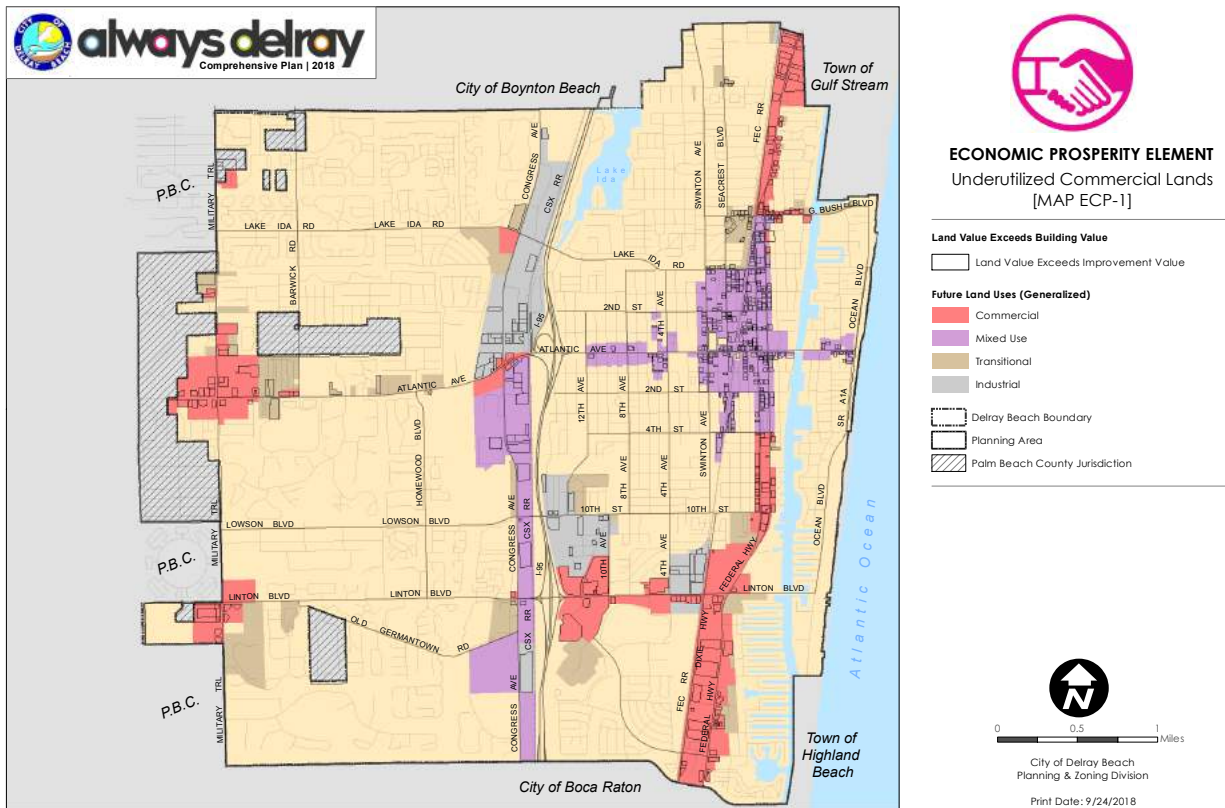 CITY OF
DELRAY BEACH
always delray
Comprehensive Plan | 2018
City of Boynton Beach
Town of
Gulf Stream
P.B.C.
MILITARY TRL
LAKE IDA RD
LAKE IDA RD
BARWICK RD
CONGRESS AVE
CSX RR
Lake
Ida
SWINTON AVE
SEACREST BLVD
FEC RR
G. BUSH BLVD
LAKE IDA RD
2ND ST
4TH AVE
I-95
ATLANTIC AVE
OCEAN BLVD
ATLANTIC AVE
12TH AVE
8TH AVE
2ND ST
4TH ST
SWINTON AVE
SR A1A
HOMEWOOD BLVD
8TH AVE
4TH AVE
LOWSON BLVD
LOWSON BLVD
MILITARY TRL
CONGRESS AVE
CSX RR
10TH ST
10TH ST
OCEAN BLVD
P.B.C.
I-95
10TH AVE
4TH AVE
FEDERAL HWY
LINTON BLVD
LINTON BLVD
LINTON BLVD
OLD GERMANTOWN RD
CSX RR
Atlantic Ocean
P.B.C.
MILITARY TRL
CONGRESS AVE
FEC RR
DIXIE HWY
FEDERAL HWY
City of Boca Raton
Town of
Highland
Beach
ECONOMIC PROSPERITY ELEMENT
Underutilized Commercial Lands
[MAP ECP-1]
Land Value Exceeds Building Value
Land Value Exceeds Improvement Value
Future Land Uses (Generalized)
Commercial
Mixed Use
Transitional
Industrial
Delray Beach Boundary
Planning Area
Palm Beach County Jurisdiction
N
0 0.5 1
Miles
City of Delray Beach
Planning & Zoning Division
Print Date: 9/24/2018